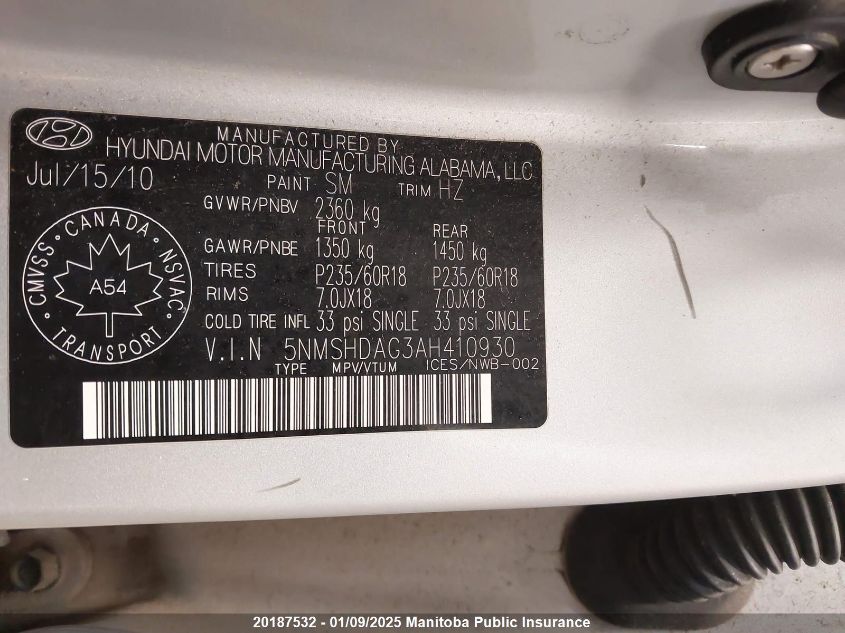 MANUFACTURED BY
HYUNDAI MOTOR MANUFACTURING ALABAMA, LLC
Jul/15/10 PAINT SM TRIM HZ
GVWR/PNBV 2360 kg
FRONT REAR
GAWR/PNBE 1350 kg 1450 kg
TIRES P235/60R18 P235/60R18
RIMS 7.0JX18 7.0JX18
COLD TIRE INFL 33 psi SINGLE 33 psi SINGLE
V.I.N 5NMSHDAG3AH410930
TYPE MPV/VTUM ICES/NWB-002
CMVSS • CANADA • NSVAC • TRANSPORT •
A54
20187532 - 01/09/2025 Manitoba Public Insurance